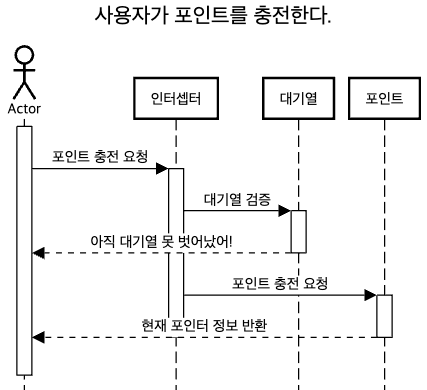 사용자가 포인트를 충전한다.
Actor
인터셉터
대기열
포인트
포인트 충전 요청
대기열 검증
아직 대기열 못 벗어났어!
포인트 충전 요청
현재 포인터 정보 반환